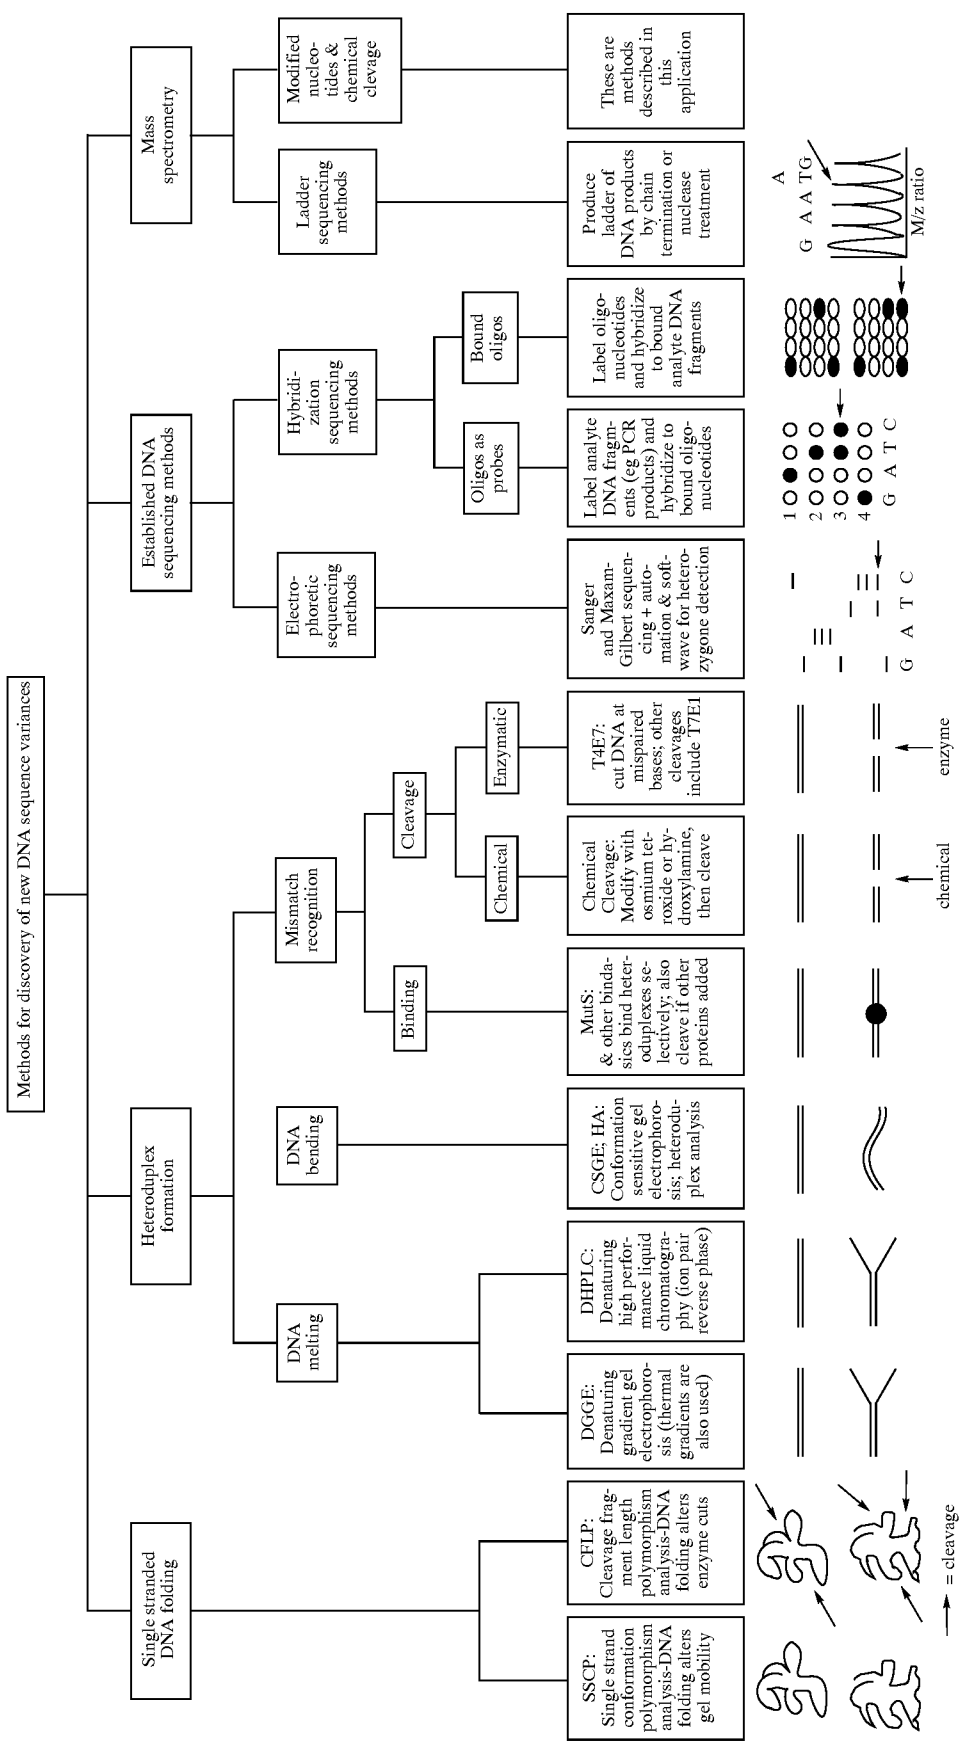 Methods for discovery of new DNA sequence variances
Single stranded
DNA folding
Heteroduplex
formation
Established DNA
sequencing methods
Mass
spectrometry
DNA
melting
DNA
bending
Mismatch
recognition
Electro-
phoretic
sequencing
methods
Hybridi-
zation
sequencing
methods
Ladder
sequencing
methods
Modified
nucleo-
tides &
chemical
clevage
Binding
Cleavage
Chemical
Enzymatic
Oligos as
probes
Bound
oligos
SSCP:
Single strand
conformation
polymorphism
analysis-DNA
folding alters
gel mobility
CFLP:
Cleavage frag-
ment length
polymorphism
analysis-DNA
folding alters
enzyme cuts
DGGE:
Denaturing
gradient gel
electrophoro-
sis (thermal
gradients are
also used)
DHPLC:
Denaturing
high perfor-
mance liquid
chromatogra-
phy (ion pair
reverse phase)
CSGE; HA:
Conformation
sensitive gel
electrophoro-
sis; heterodu-
plex analysis
MutS:
& other binda-
sics bind heter-
oduplexes se-
lectively; also
cleave if other
proteins added
Chemical
Cleavage:
Modify with
osmium tet-
roxide or hy-
droxylamine,
then cleave
T4E7:
cut DNA at
mispaired
bases; other
cleavages
include T7E1
Sanger
and Maxam-
Gilbert sequen-
cing + auto-
mation & soft-
wave for hetero-
zygone detection
Label analyte
DNA fragm-
ents (eg PCR
products) and
hybridize to
bound oligo-
nucleotides
Label oligo-
nucleotides
and hybridize
to bound
analyte DNA
fragments
Produce
ladder of
DNA products
by chain
termination or
nuclease
treatment
These are
methods
described in
this
application
= cleavage
chemical
enzyme
G A T C
1
2
3
4
G A T C
A
G A A T G
M/z ratio